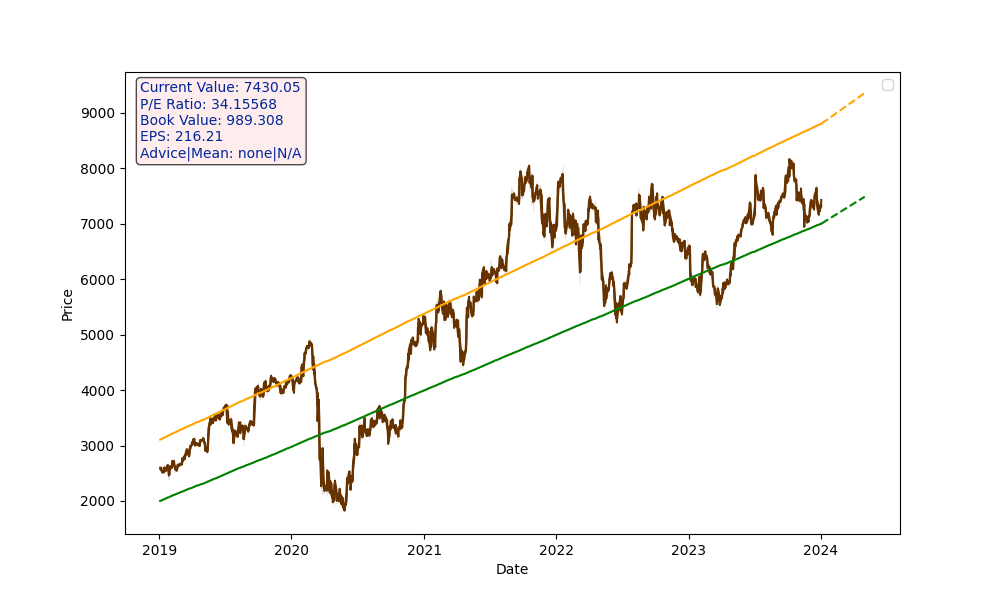 Current Value: 7430.05
P/E Ratio: 34.15568
Book Value: 989.308
EPS: 216.21
Advice|Mean: none|N/A
9000
8000
7000
6000
5000
4000
3000
2000
Price
2019 2020 2021 2022 2023 2024
Date